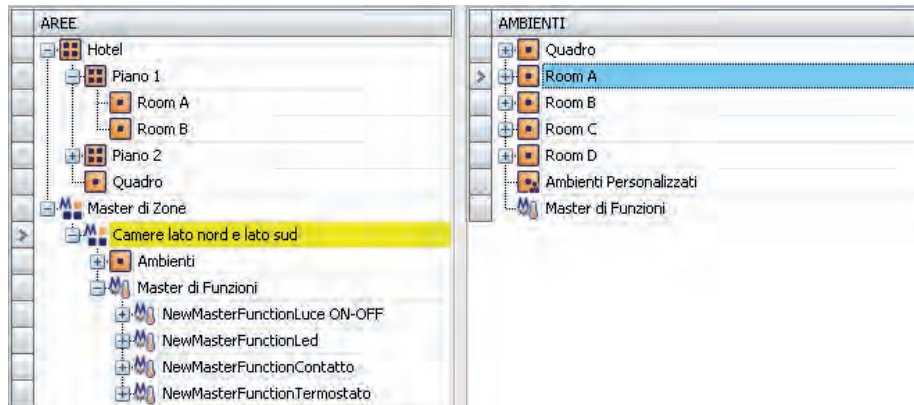 AREE
Hotel
Piano 1
Room A
Room B
Piano 2
Quadro
Master di Zone
Camere lato nord e lato sud
Ambienti
Master di Funzioni
NewMasterFunctionLuce ON-OFF
NewMasterFunctionLed
NewMasterFunctionContatto
NewMasterFunctionTermostato
AMBIENTI
Quadro
Room A
Room B
Room C
Room D
Ambienti Personalizzati
Master di Funzioni